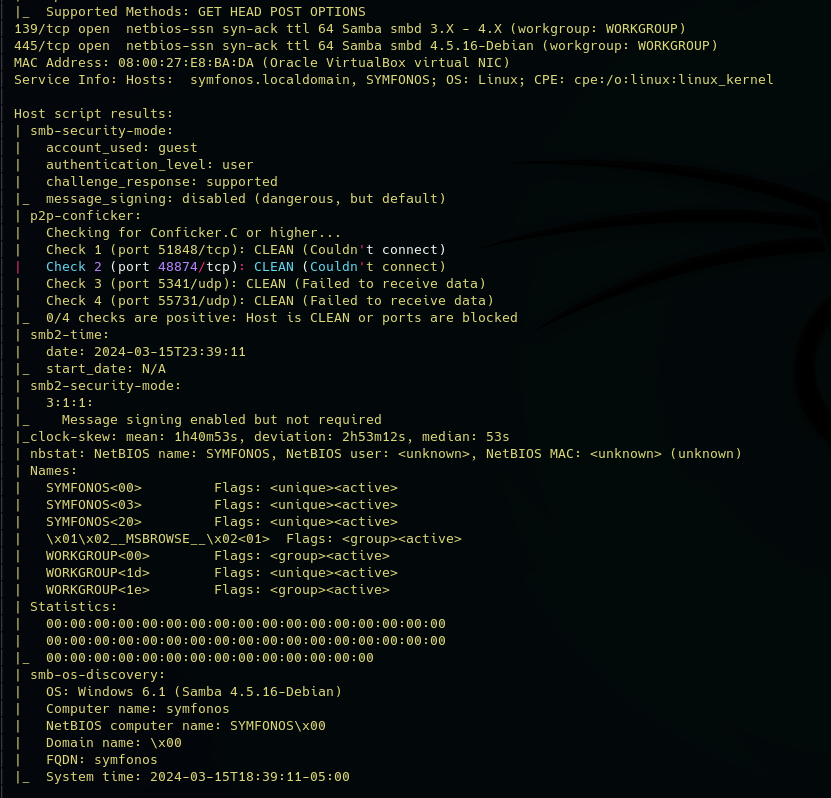 |_  Supported Methods: GET HEAD POST OPTIONS
139/tcp open  netbios-ssn syn-ack ttl 64 Samba smbd 3.X - 4.X (workgroup: WORKGROUP)
445/tcp open  netbios-ssn syn-ack ttl 64 Samba smbd 4.5.16-Debian (workgroup: WORKGROUP)
MAC Address: 08:00:27:E8:BA:DA (Oracle VirtualBox virtual NIC)
Service Info: Hosts:  symfonos.localdomain, SYMFONOS; OS: Linux; CPE: cpe:/o:linux:linux_kernel

Host script results:
| smb-security-mode:
|   account_used: guest
|   authentication_level: user
|   challenge_response: supported
|_  message_signing: disabled (dangerous, but default)
| p2p-conficker:
|   Checking for Conficker.C or higher...
|   Check 1 (port 51848/tcp): CLEAN (Couldn't connect)
|   Check 2 (port 48874/tcp): CLEAN (Couldn't connect)
|   Check 3 (port 5341/udp): CLEAN (Failed to receive data)
|   Check 4 (port 55731/udp): CLEAN (Failed to receive data)
|_  0/4 checks are positive: Host is CLEAN or ports are blocked
| smb2-time:
|   date: 2024-03-15T23:39:11
|_  start_date: N/A
| smb2-security-mode:
|   3:1:1:
|_    Message signing enabled but not required
|_clock-skew: mean: 1h40m53s, deviation: 2h53m12s, median: 53s
| nbstat: NetBIOS name: SYMFONOS, NetBIOS user: <unknown>, NetBIOS MAC: <unknown> (unknown)
| Names:
|   SYMFONOS<00>         Flags: <unique><active>
|   SYMFONOS<03>         Flags: <unique><active>
|   SYMFONOS<20>         Flags: <unique><active>
|   \x01\x02__MSBROWSE__\x02<01>  Flags: <group><active>
|   WORKGROUP<00>        Flags: <group><active>
|   WORKGROUP<1d>        Flags: <unique><active>
|   WORKGROUP<1e>        Flags: <group><active>
| Statistics:
|   00:00:00:00:00:00:00:00:00:00:00:00:00:00:00:00:00
|   00:00:00:00:00:00:00:00:00:00:00:00:00:00:00:00:00
|_  00:00:00:00:00:00:00:00:00:00:00:00:00:00
| smb-os-discovery:
|   OS: Windows 6.1 (Samba 4.5.16-Debian)
|   Computer name: symfonos
|   NetBIOS computer name: SYMFONOS\x00
|   Domain name: \x00
|   FQDN: symfonos
|_  System time: 2024-03-15T18:39:11-05:00